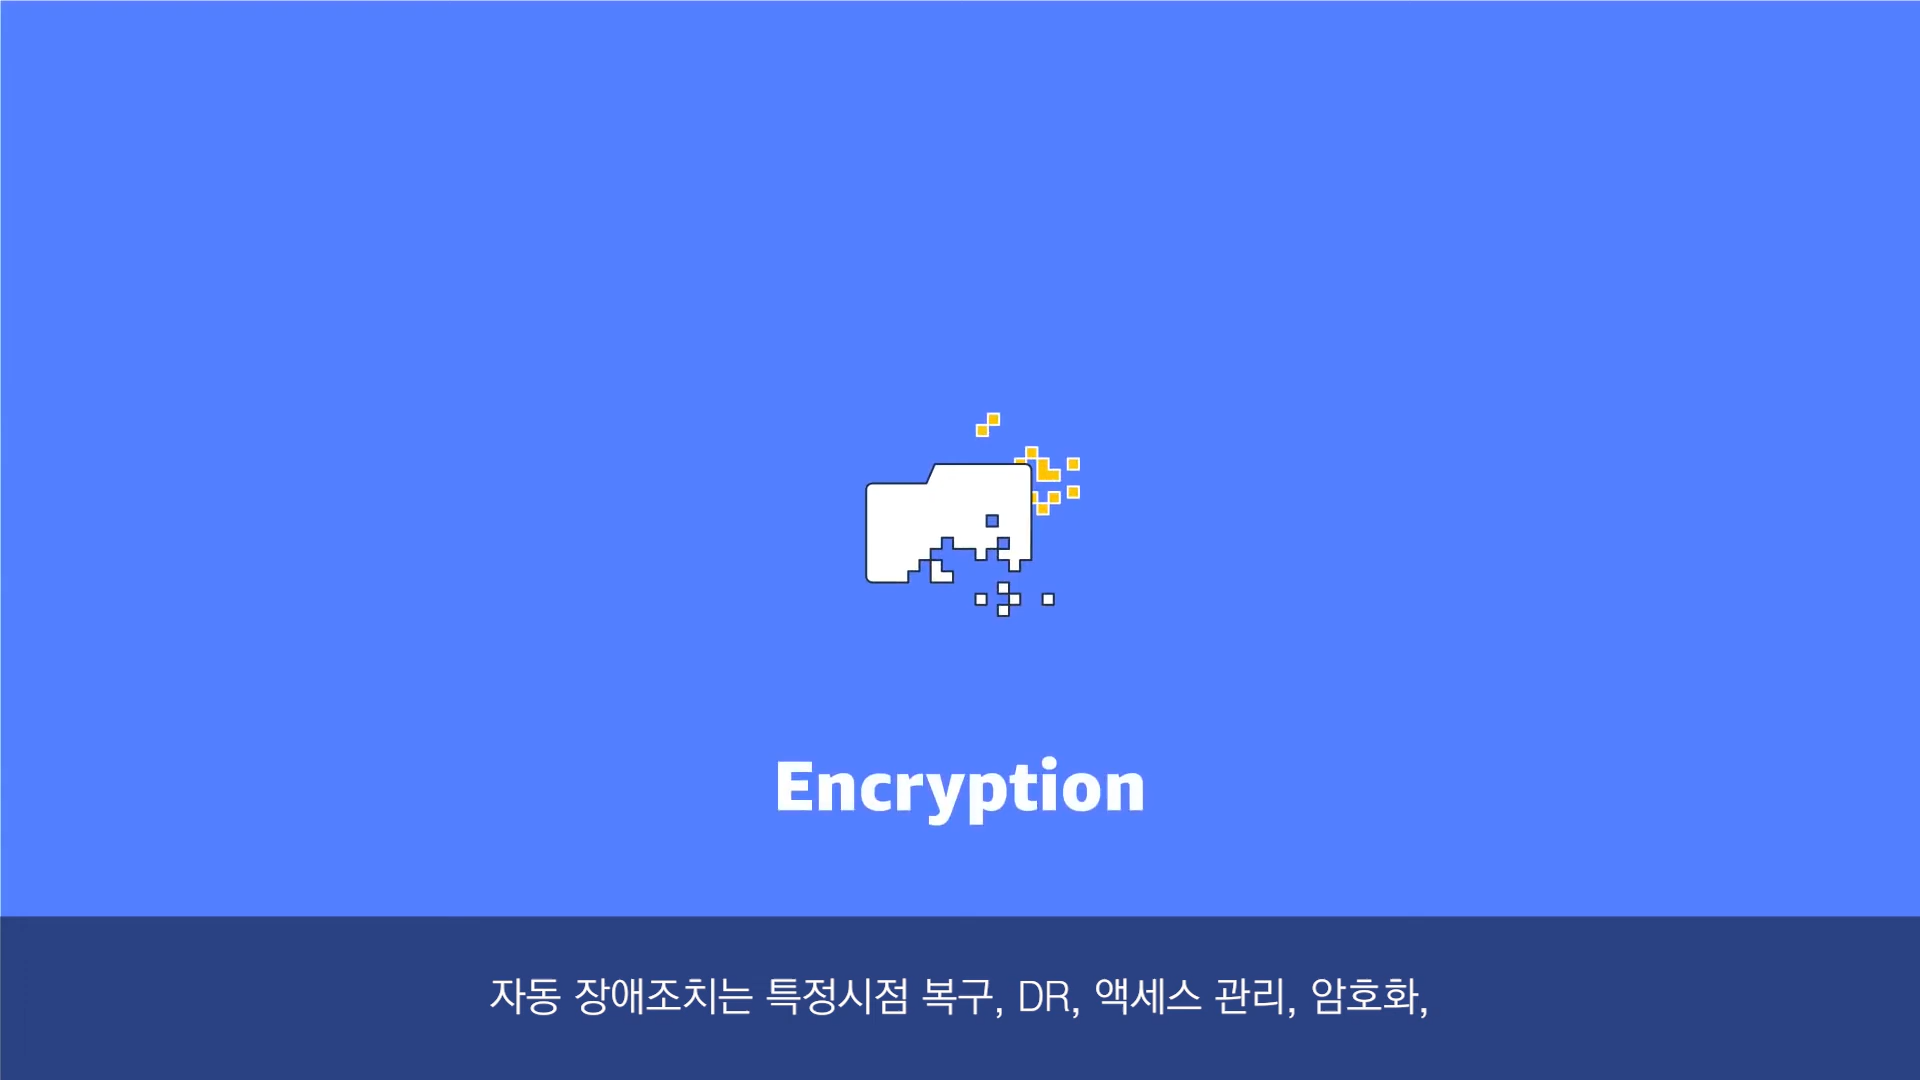 Encryption
자동 장애조치는 특정시점 복구, DR, 액세스 관리, 암호화,